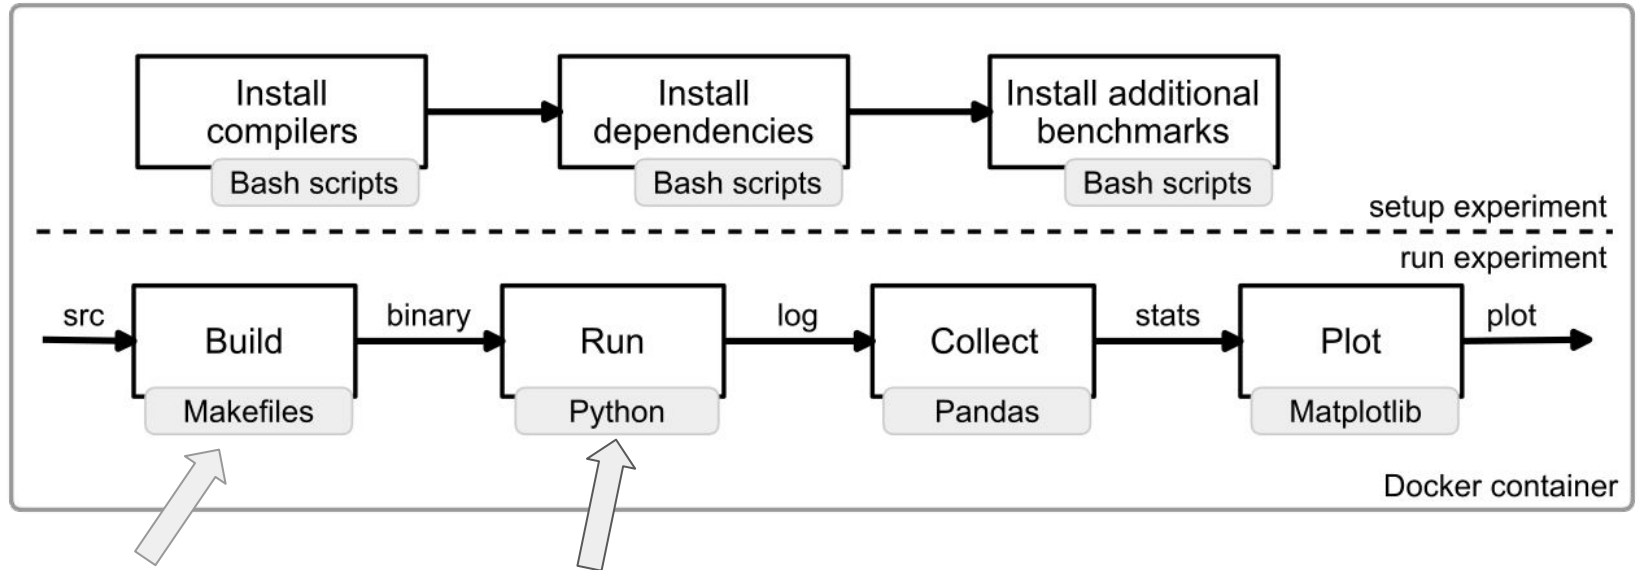 Install
compilers
Bash scripts
Install
dependencies
Bash scripts
Install additional
benchmarks
Bash scripts
setup experiment
run experiment
src
Build
Makefiles
binary
Run
Python
log
Collect
Pandas
stats
Plot
Matplotlib
plot
Docker container